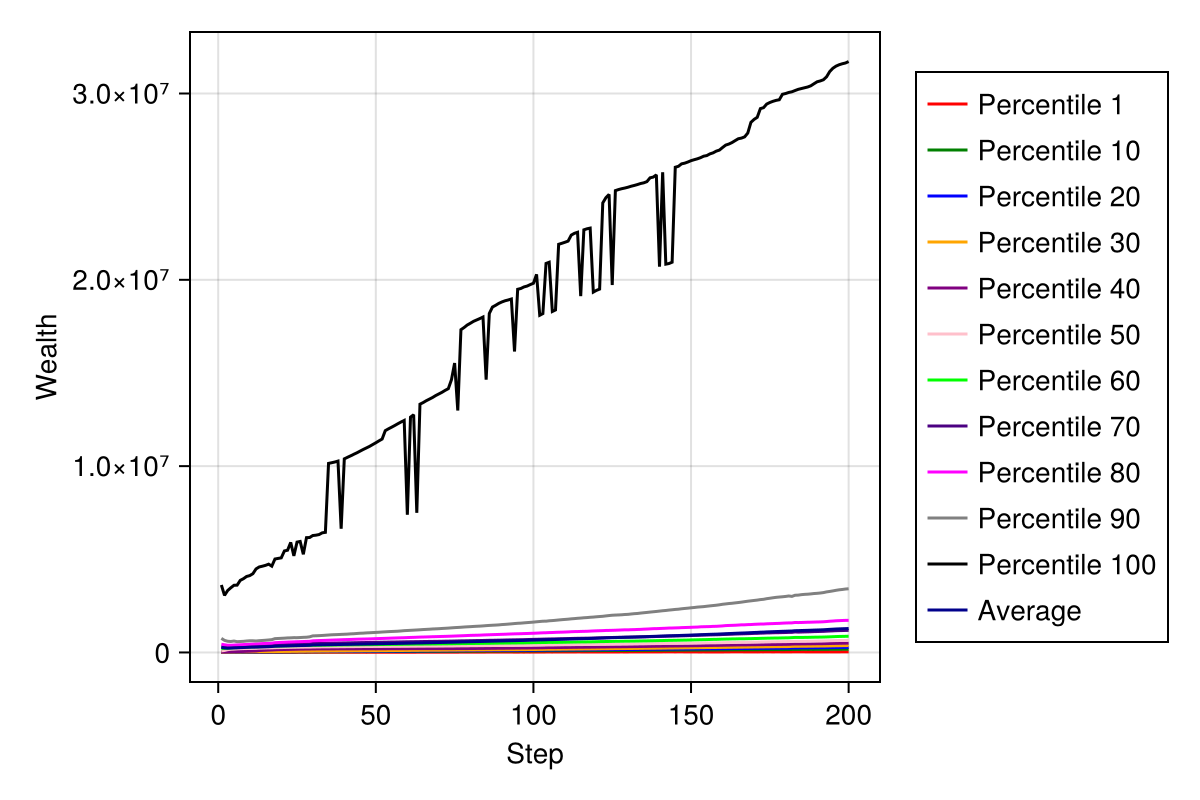 3.0×10⁷
2.0×10⁷
1.0×10⁷
0
Wealth
0 50 100 150 200
Step
Percentile 1
Percentile 10
Percentile 20
Percentile 30
Percentile 40
Percentile 50
Percentile 60
Percentile 70
Percentile 80
Percentile 90
Percentile 100
Average